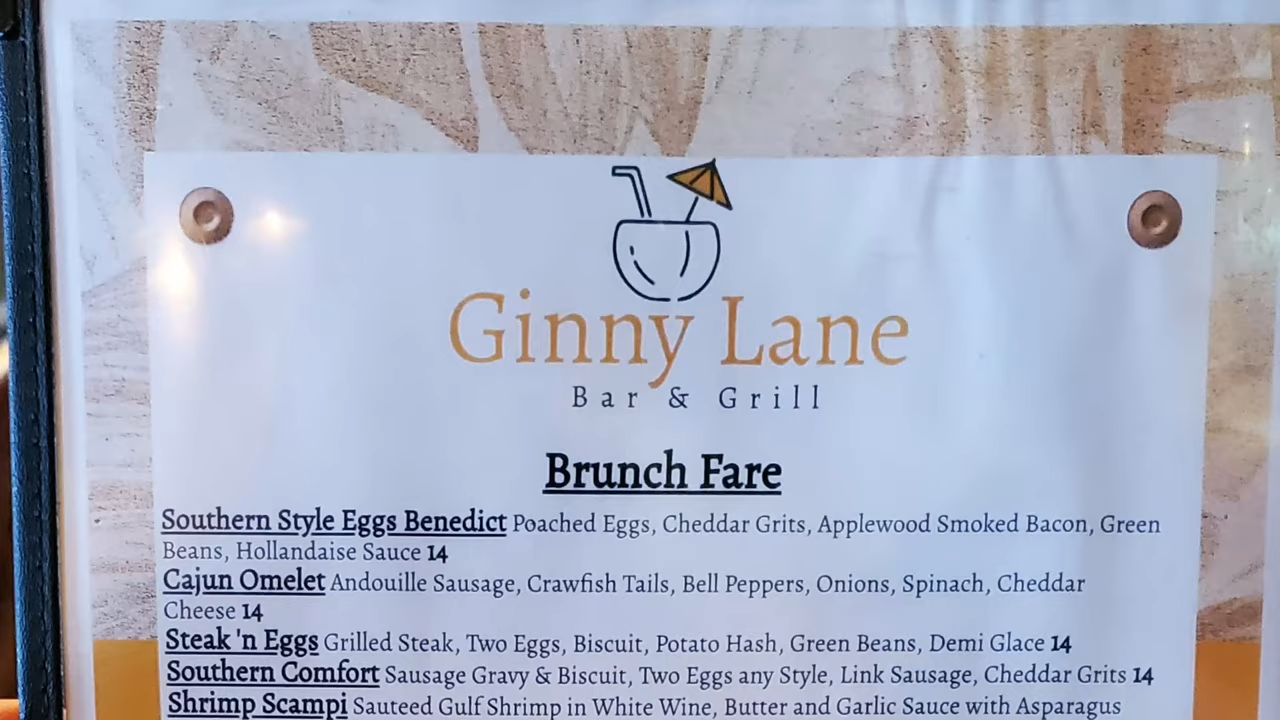 Ginny Lane
Bar & Grill
Brunch Fare
Southern Style Eggs Benedict Poached Eggs, Cheddar Grits, Applewood Smoked Bacon, Green
Beans, Hollandaise Sauce 14
Cajun Omelet Andouille Sausage, Crawfish Tails, Bell Peppers, Onions, Spinach, Cheddar
Cheese 14
Steak 'n Eggs Grilled Steak, Two Eggs, Biscuit, Potato Hash, Green Beans, Demi Glace 14
Southern Comfort Sausage Gravy & Biscuit, Two Eggs any Style, Link Sausage, Cheddar Grits 14
Shrimp Scampi Sauteed Gulf Shrimp in White Wine, Butter and Garlic Sauce with Asparagus